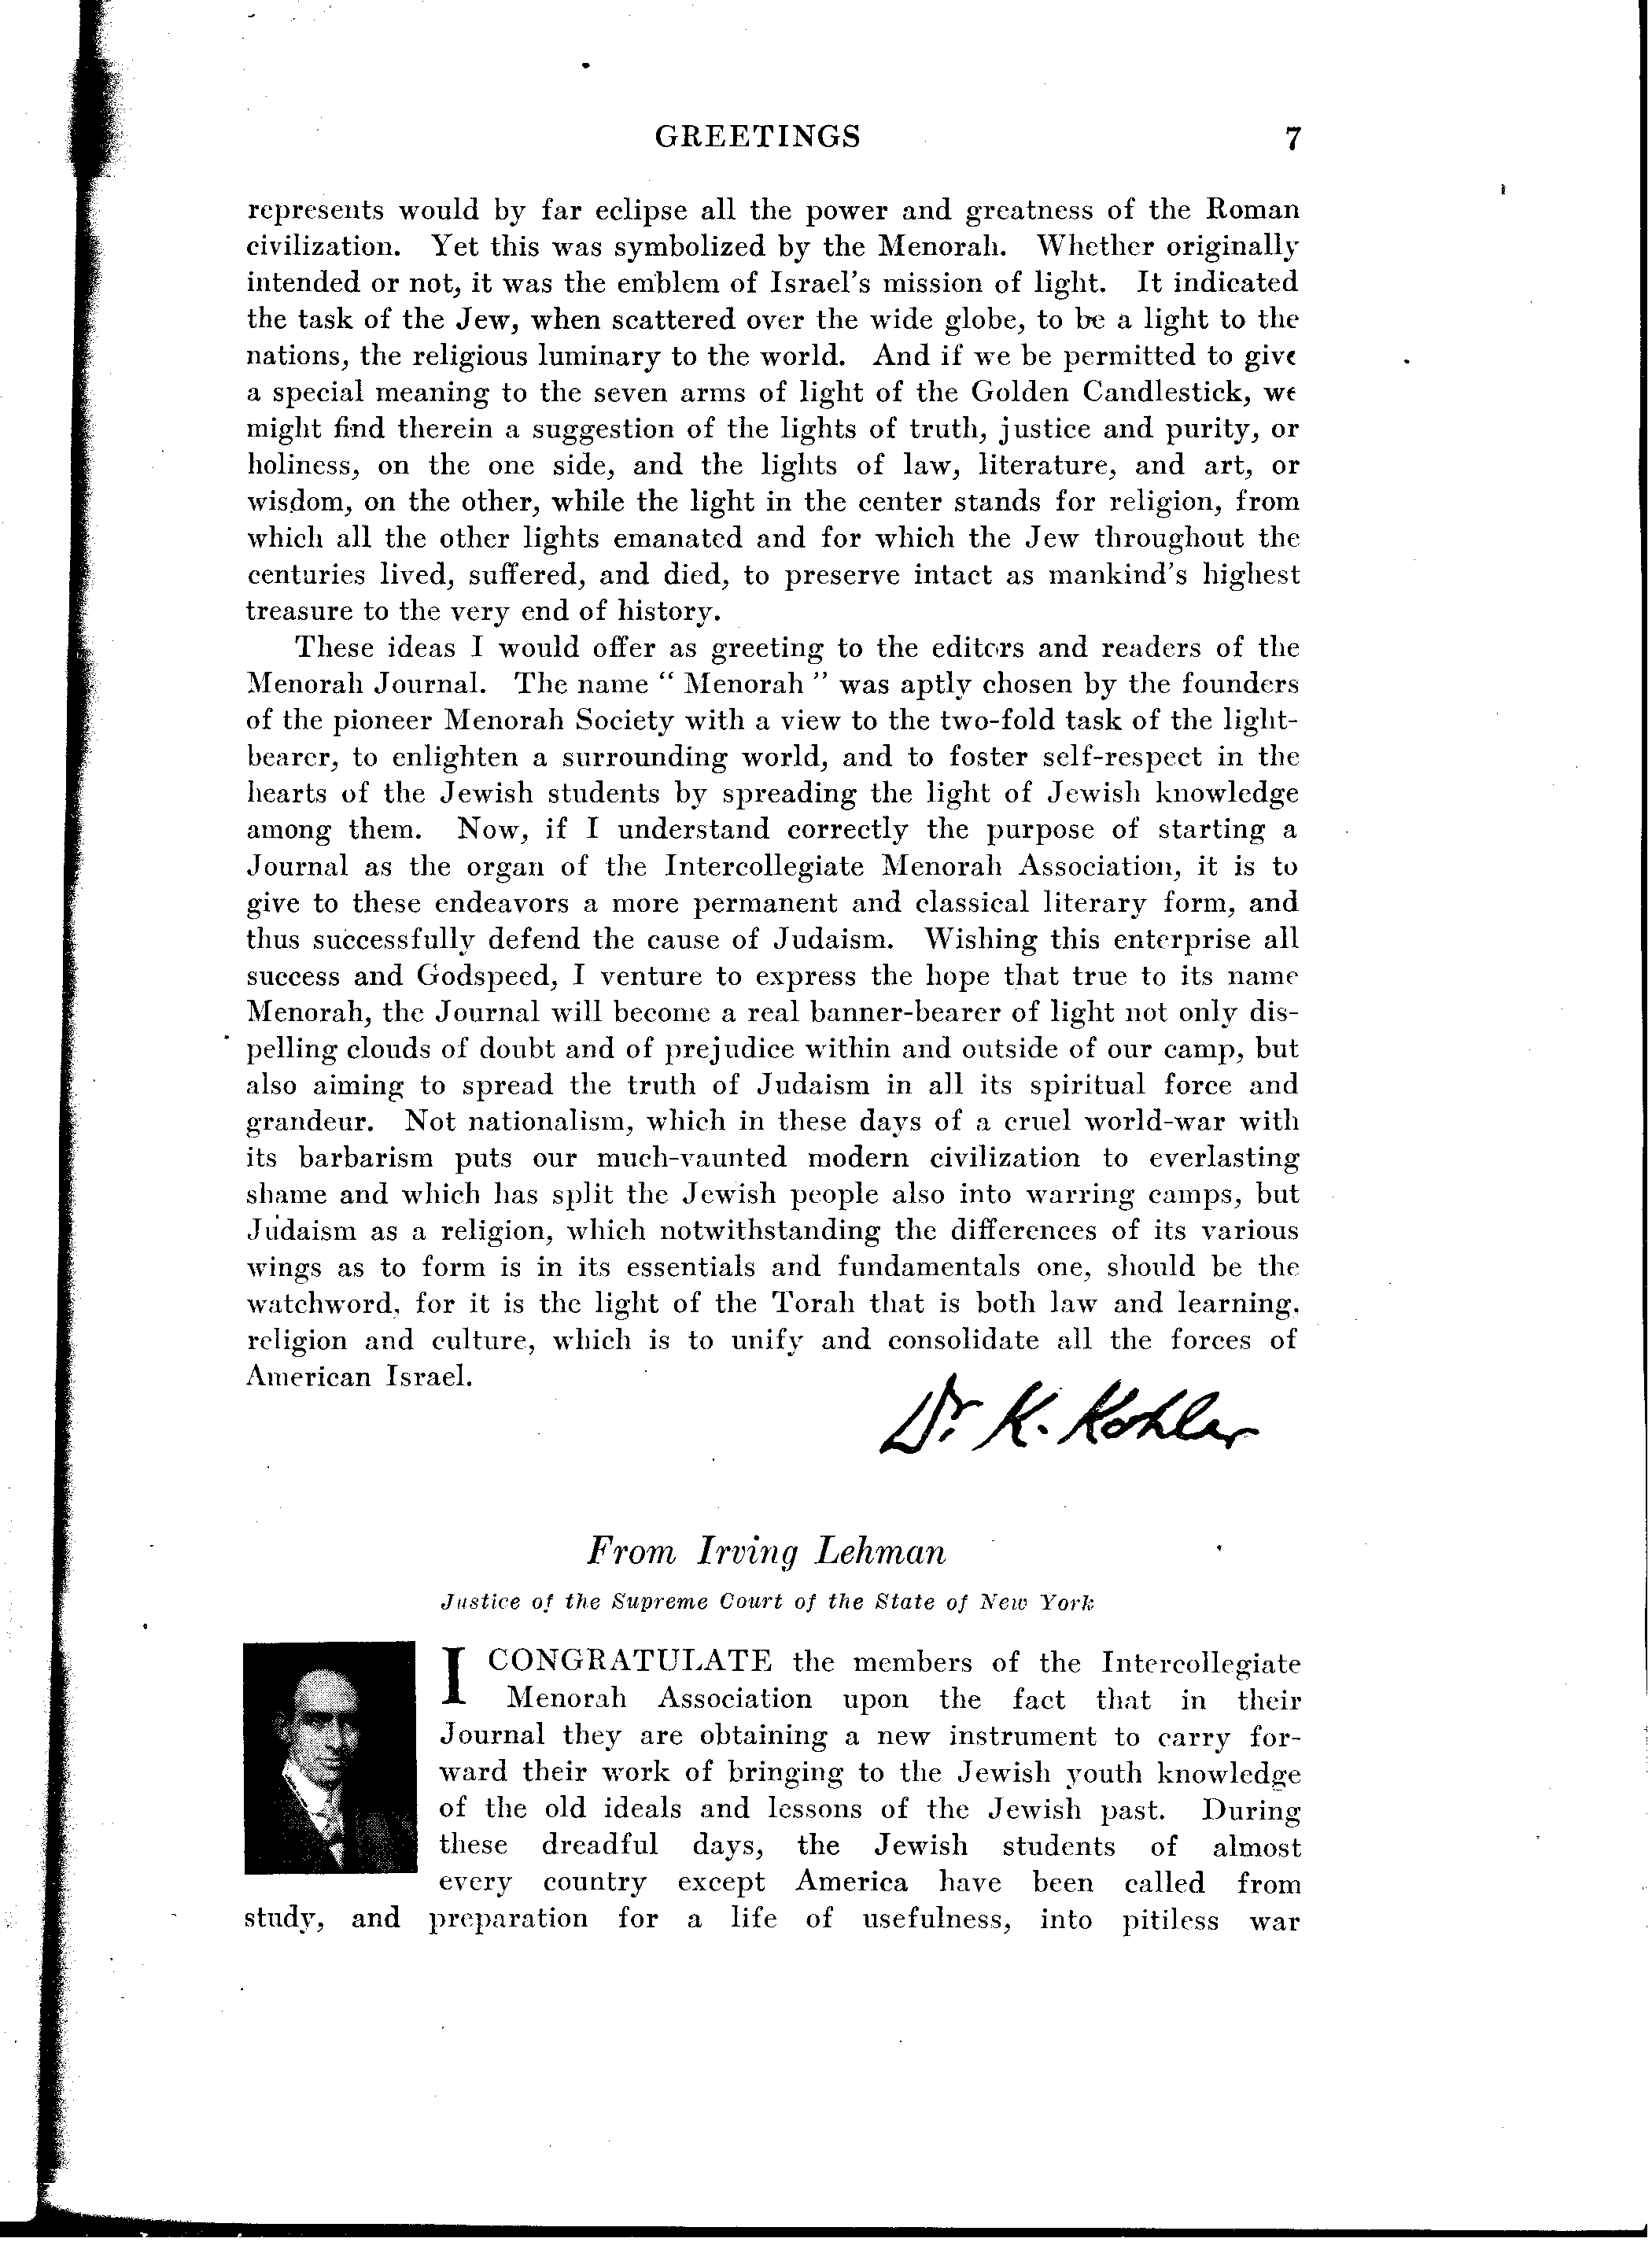 GREETINGS 7
represents would by far eclipse all the power and greatness of the Roman
civilization. Yet this was symbolized by the Menorah. Whether originally
intended or not, it was the emblem of Israel's mission of light. It indicated
the task of the Jew, when scattered over the wide globe, to be a light to the
nations, the religious luminary to the world. And if we be permitted to give
a special meaning to the seven arms of light of the Golden Candlestick, we
might find therein a suggestion of the lights of truth, justice and purity, or
holiness, on the one side, and the lights of law, literature, and art, or
wisdom, on the other, while the light in the center stands for religion, from
which all the other lights emanated and for which the Jew throughout the
centuries lived, suffered, and died, to preserve intact as mankind's highest
treasure to the very end of history.
These ideas I would offer as greeting to the editors and readers of the
Menorah Journal. The name " Menorah " was aptly chosen by the founders
of the pioneer Menorah Society with a view to the two-fold task of the light-
bearer, to enlighten a surrounding world, and to foster self-respect in the
hearts of the Jewish students by spreading the light of Jewish knowledge
among them. Now, if I understand correctly the purpose of starting a
Journal as the organ of the Intercollegiate Menorah Association, it is to
give to these endeavors a more permanent and classical literary form, and
thus successfully defend the cause of Judaism. Wishing this enterprise all
success and Godspeed, I venture to express the hope that true to its name
Menorah, the Journal will become a real banner-bearer of light not only dis-
pelling clouds of doubt and of prejudice within and outside of our camp, but
also aiming to spread the truth of Judaism in all its spiritual force and
grandeur. Not nationalism, which in these days of a cruel world-war with
its barbarism puts our much-vaunted modern civilization to everlasting
shame and which has split the Jewish people also into warring camps, but
Judaism as a religion, which notwithstanding the differences of its various
wings as to form is in its essentials and fundamentals one, should be the
watchword, for it is the light of the Torah that is both law and learning,
religion and culture, which is to unify and consolidate all the forces of
American Israel.
Dr. K. Kohler
From Irving Lehman
Justice of the Supreme Court of the State of New York
I CONGRATULATE the members of the Intercollegiate
Menorah Association upon the fact that in their
Journal they are obtaining a new instrument to carry for-
ward their work of bringing to the Jewish youth knowledge
of the old ideals and lessons of the Jewish past. During
these dreadful days, the Jewish students of almost
every country except America have been called from
study, and preparation for a life of usefulness, into pitiless war